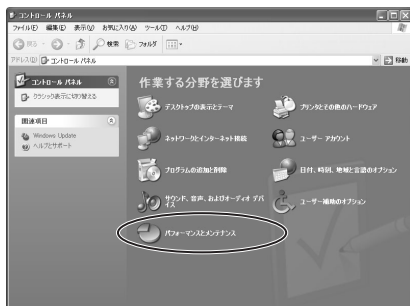 コントロール パネル
ファイル(F) 編集(E) 表示(V) お気に入り(A) ツール(T) ヘルプ(H)
戻る 検索 フォルダ
アドレス(D) コントロール パネル 移動
コントロール パネル
クラシック表示に切り替える
関連項目
Windows Update
ヘルプとサポート
作業する分野を選びます
デスクトップの表示とテーマ
プリンタとその他のハードウェア
ネットワークとインターネット接続
ユーザー アカウント
プログラムの追加と削除
日付、時刻、地域と言語のオプション
サウンド、音声、およびオーディオ デバ
イス
ユーザー補助のオプション
パフォーマンスとメンテナンス